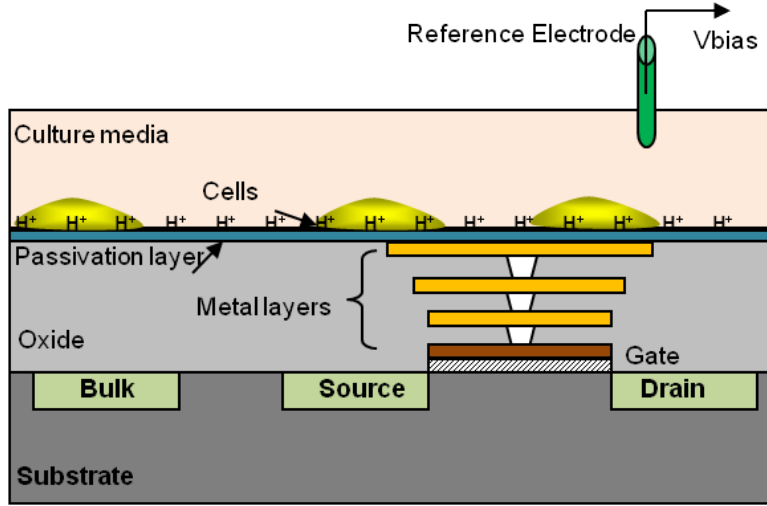 Reference Electrode
Vbias
Culture media
Cells
H⁺ H⁺ H⁺ H⁺ H⁺ H⁺ H⁺ H⁺ H⁺ H⁺ H⁺ H⁺ H⁺ H⁺ H⁺
Passivation layer
Metal layers
Oxide
Gate
Bulk
Source
Drain
Substrate